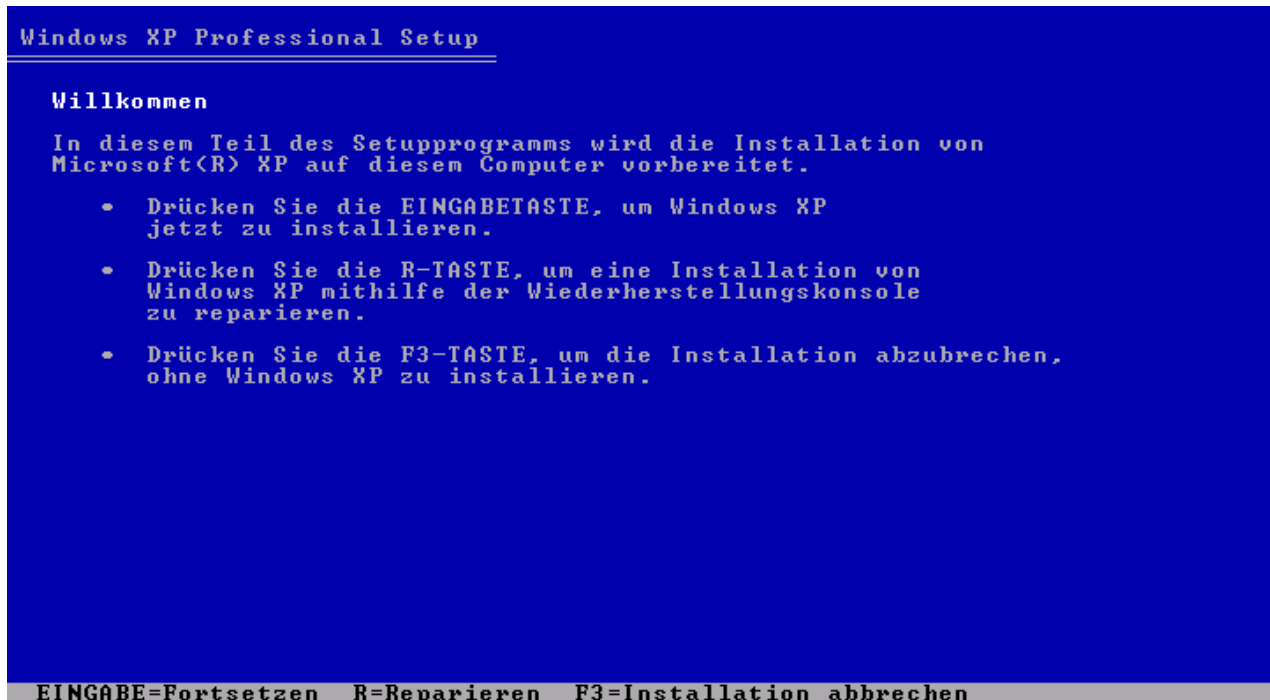 Windows XP Professional Setup
Willkommen
In diesem Teil des Setupprogramms wird die Installation von
Microsoft(R) XP auf diesem Computer vorbereitet.
• Drücken Sie die EINGABETASTE, um Windows XP
jetzt zu installieren.
• Drücken Sie die R-TASTE, um eine Installation von
Windows XP mithilfe der Wiederherstellungskonsole
zu reparieren.
• Drücken Sie die F3-TASTE, um die Installation abzubrechen,
ohne Windows XP zu installieren.
EINGABE=Fortsetzen R=Reparieren F3=Installation abbrechen